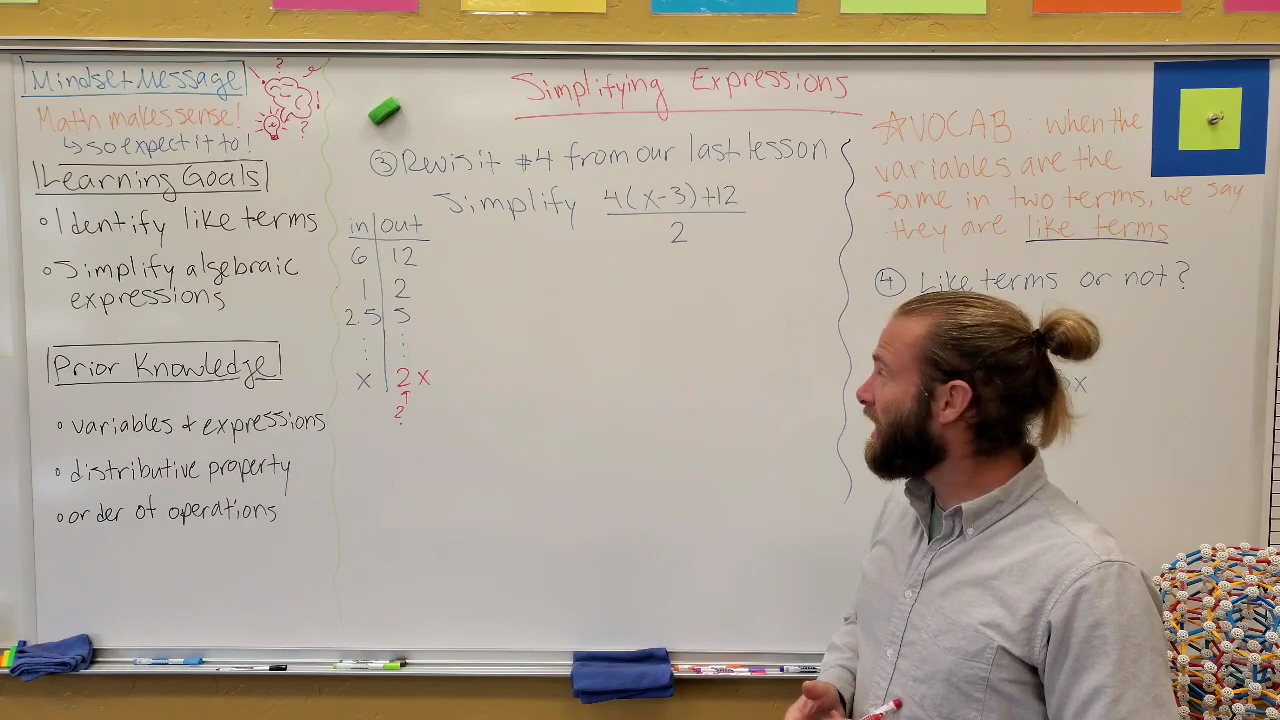 Mindset Message
Math makes sense!
↳ so expect it to!
Learning Goals
• Identify like terms
• Simplify algebraic
expressions
Prior Knowledge
• variables + expressions
• distributive property
• order of operations
Simplifying Expressions
③ Revisit #4 from our last lesson
Simplify 4(x-3)+12
2
in out
6 12
1 2
2.5 5
⋮ ⋮
x 2x
↑
?
☆VOCAB: when the
variables are the
same in two terms, we say
they are like terms
④ Like terms or not?
x